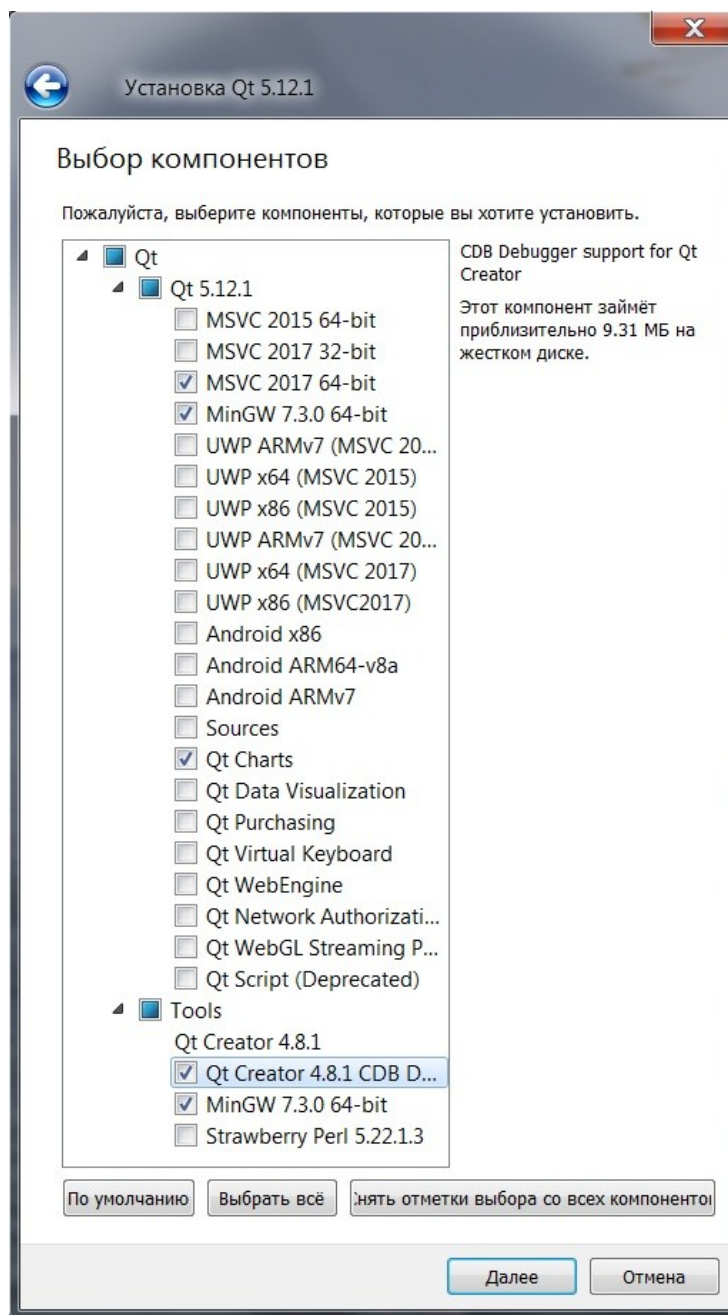 Установка Qt 5.12.1
Выбор компонентов
Пожалуйста, выберите компоненты, которые вы хотите установить.
Qt
Qt 5.12.1
MSVC 2015 64-bit
MSVC 2017 32-bit
MSVC 2017 64-bit
MinGW 7.3.0 64-bit
UWP ARMv7 (MSVC 20...
UWP x64 (MSVC 2015)
UWP x86 (MSVC 2015)
UWP ARMv7 (MSVC 20...
UWP x64 (MSVC 2017)
UWP x86 (MSVC2017)
Android x86
Android ARM64-v8a
Android ARMv7
Sources
Qt Charts
Qt Data Visualization
Qt Purchasing
Qt Virtual Keyboard
Qt WebEngine
Qt Network Authorizati...
Qt WebGL Streaming P...
Qt Script (Deprecated)
Tools
Qt Creator 4.8.1
Qt Creator 4.8.1 CDB D...
MinGW 7.3.0 64-bit
Strawberry Perl 5.22.1.3
CDB Debugger support for Qt
Creator
Этот компонент займёт
приблизительно 9.31 МБ на
жестком диске.
По умолчанию
Выбрать всё
нять отметки выбора со всех компоненто
Далее
Отмена